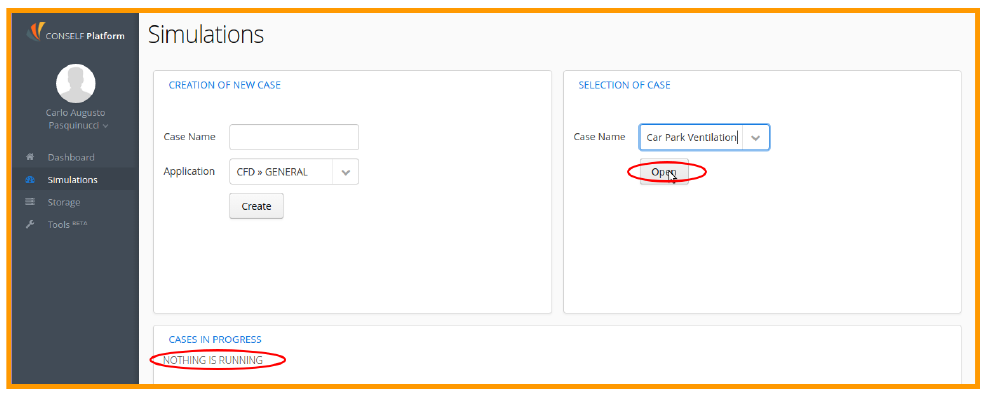 CONSELF Platform
Carlo Augusto
Pasquinucci
Dashboard
Simulations
Storage
Tools BETA
Simulations
CREATION OF NEW CASE
Case Name
Application
CFD » GENERAL
Create
SELECTION OF CASE
Case Name
Car Park Ventilation
Open
CASES IN PROGRESS
NOTHING IS RUNNING